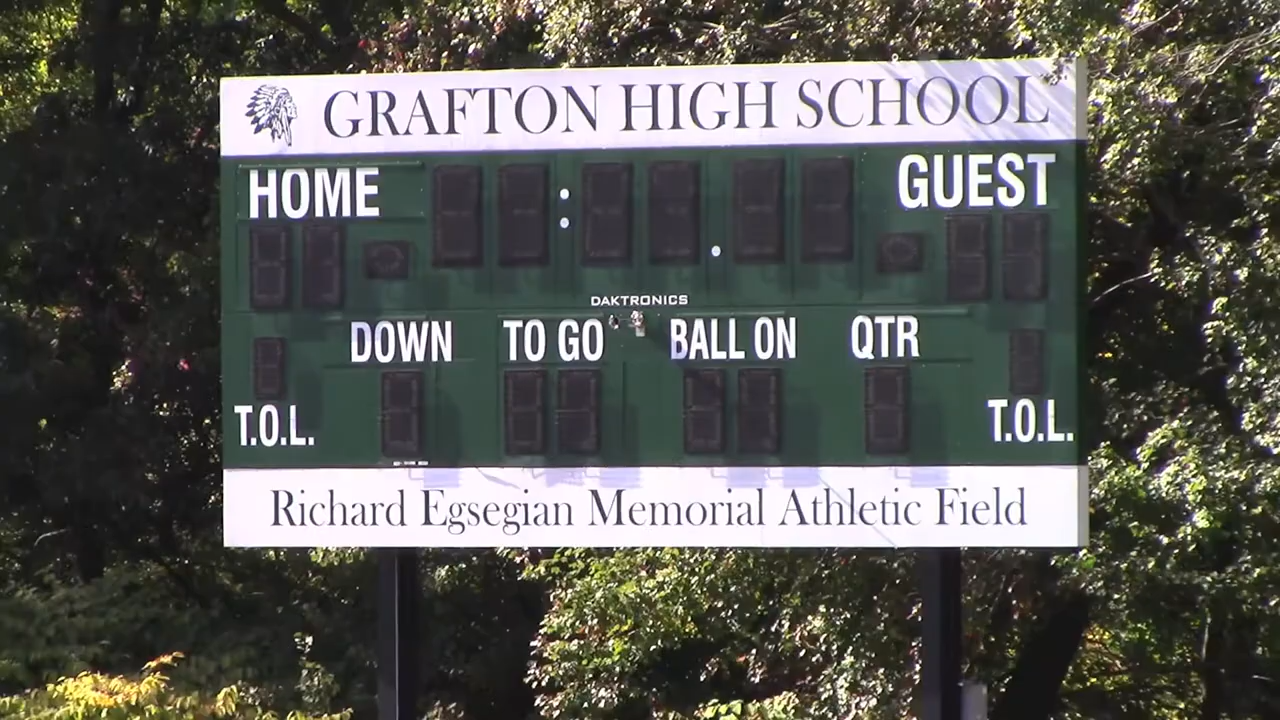 GRAFTON HIGH SCHOOL
HOME
GUEST
DAKTRONICS
DOWN TO GO BALL ON QTR
T.O.L. T.O.L.
Richard Egsegian Memorial Athletic Field